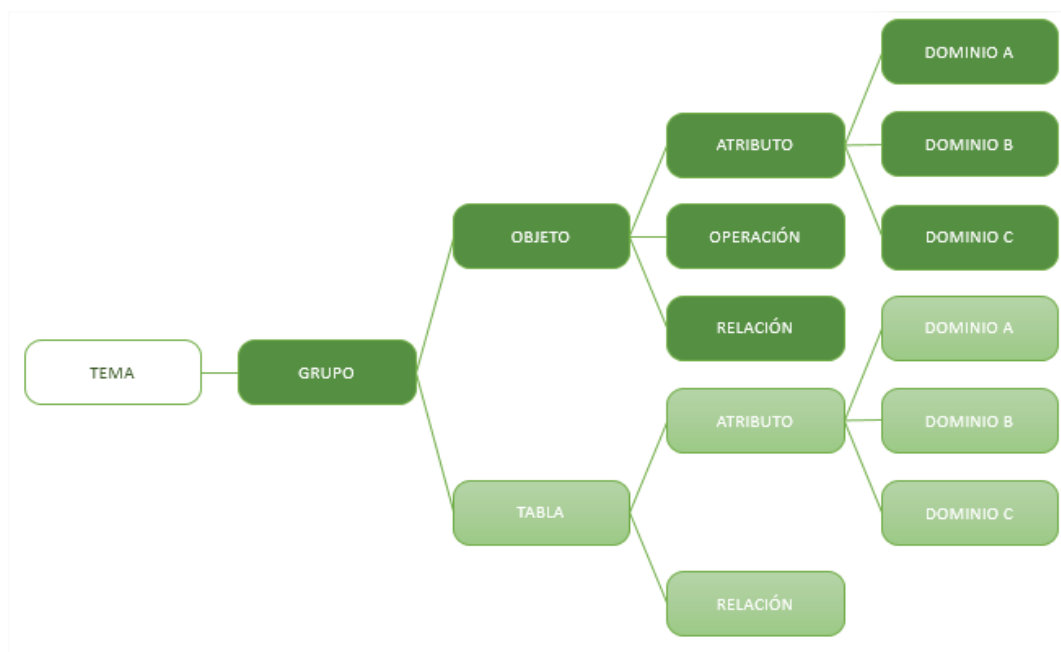 DOMINIO A
ATRIBUTO
DOMINIO B
OBJETO
OPERACIÓN
DOMINIO C
RELACIÓN
DOMINIO A
TEMA
GRUPO
ATRIBUTO
DOMINIO B
TABLA
DOMINIO C
RELACIÓN